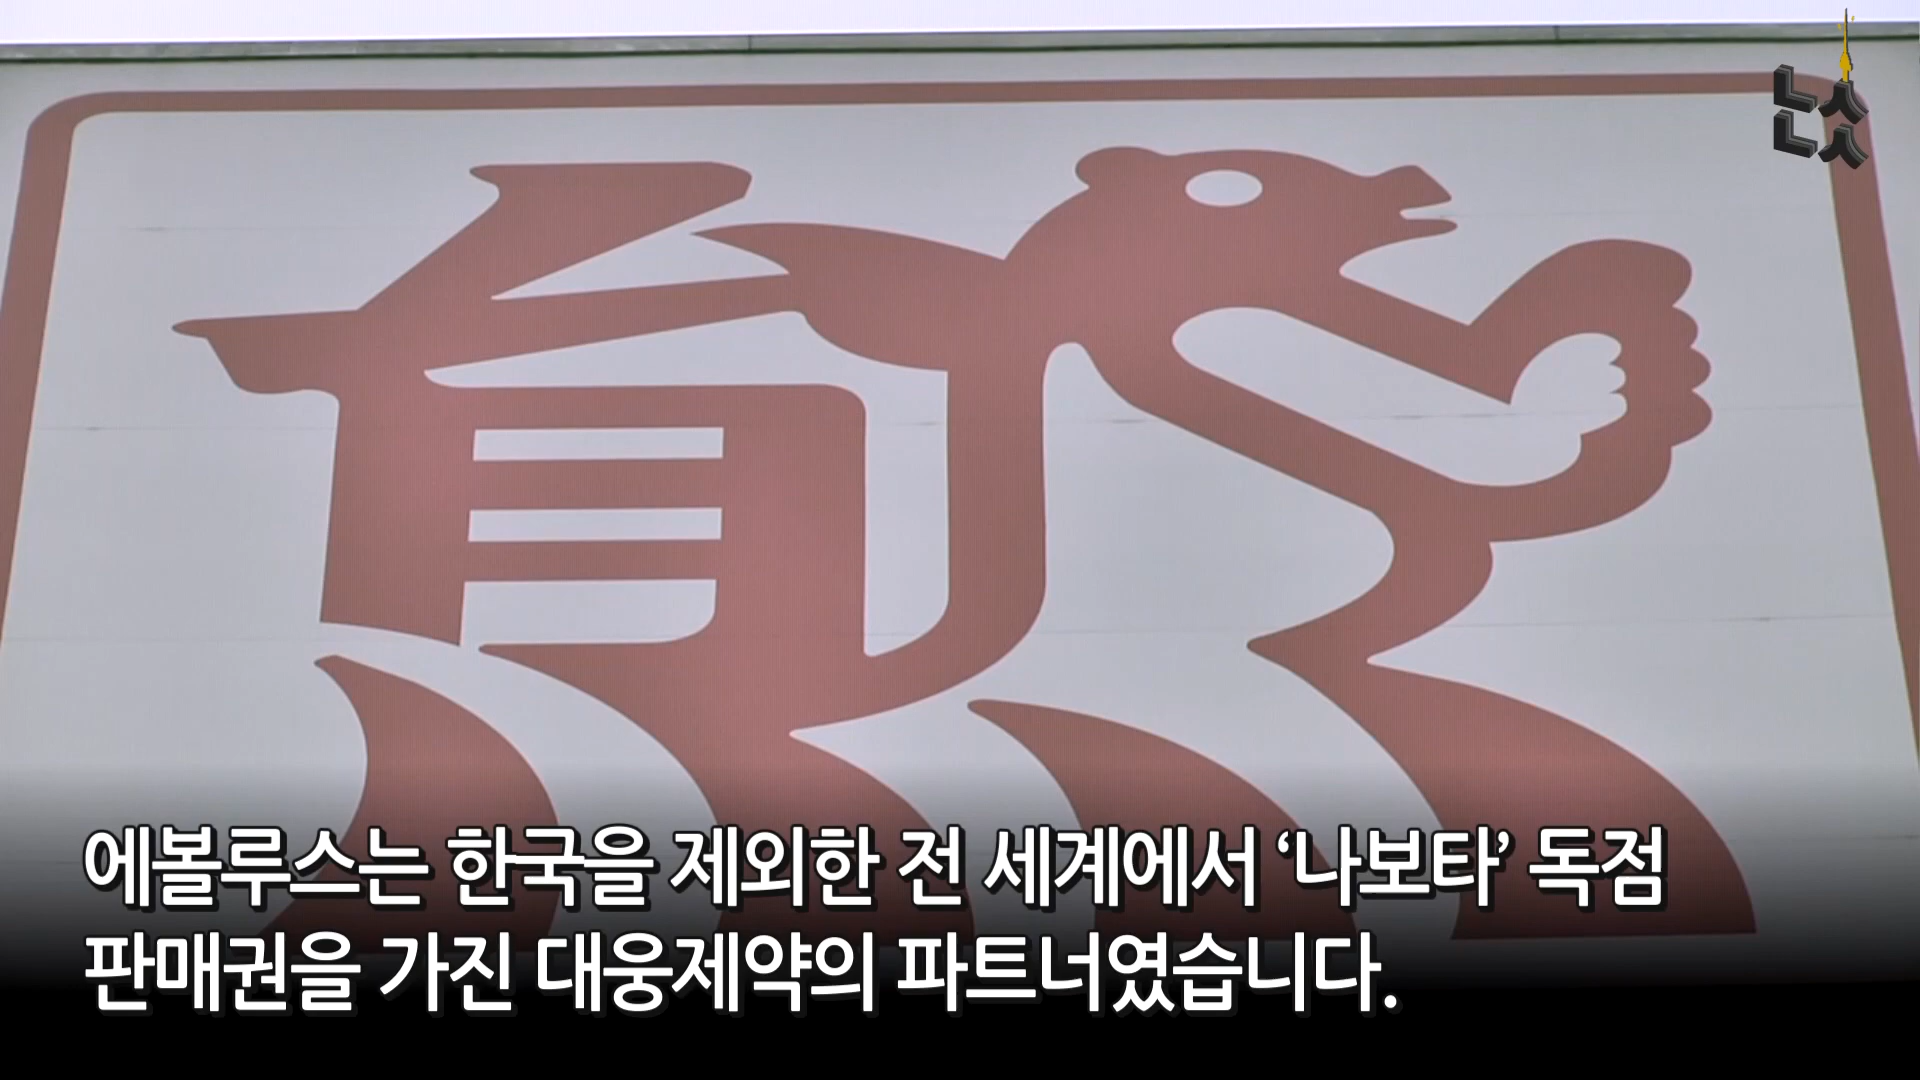 눈
슷
에볼루스는 한국을 제외한 전 세계에서 ‘나보타’ 독점
판매권을 가진 대웅제약의 파트너였습니다.